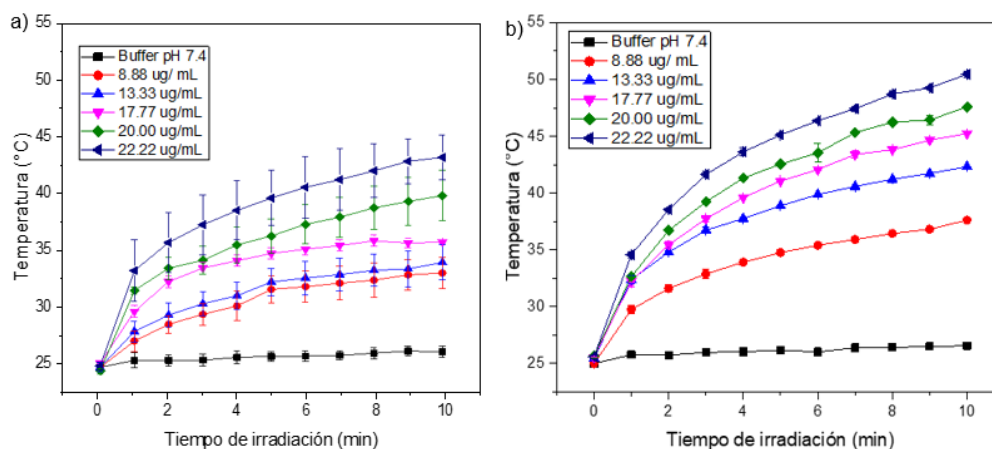 a)
55
50
45
40
35
30
25
Temperatura (°C)
Buffer pH 7.4
8.88 ug/ mL
13.33 ug/mL
17.77 ug/mL
20.00 ug/mL
22.22 ug/mL
0 2 4 6 8 10
Tiempo de irradiación (min)
b)
55
50
45
40
35
30
25
Temperatura (°C)
Buffer pH 7.4
8.88 ug/mL
13.33 ug/mL
17.77 ug/mL
20.00 ug/mL
22.22 ug/mL
0 2 4 6 8 10
Tiempo de irradiación (min)